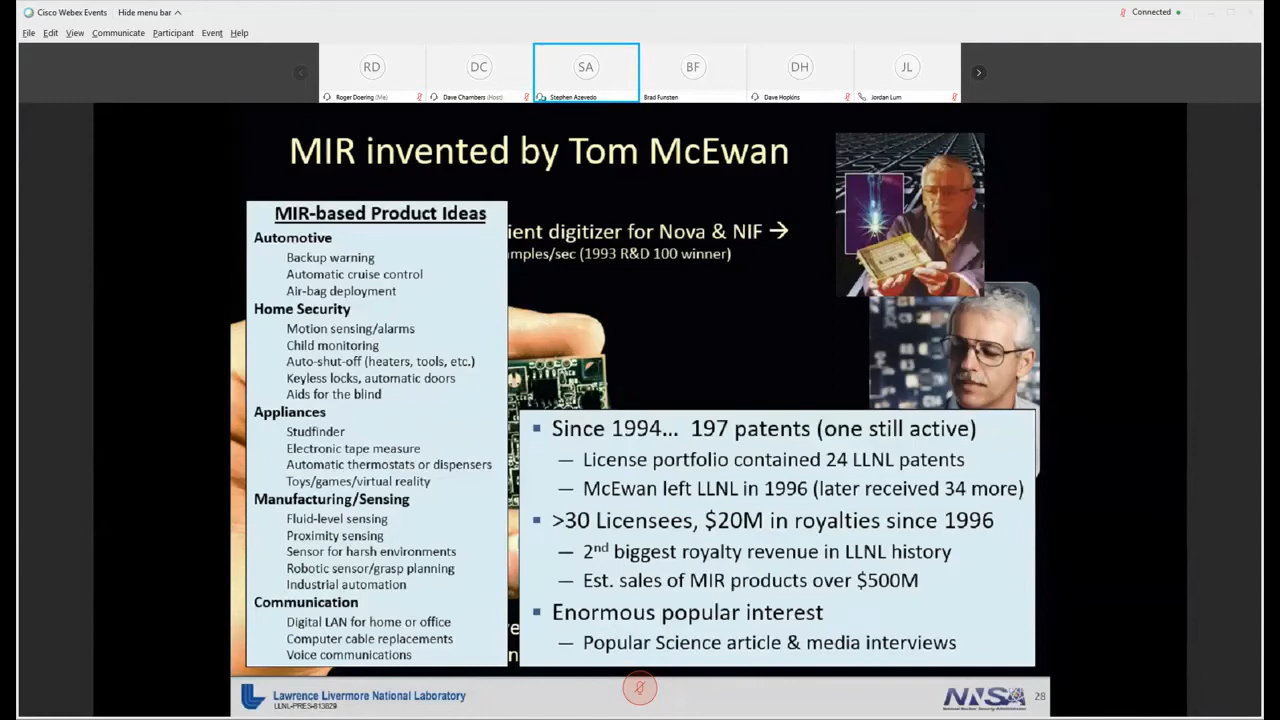 Cisco Webex Events
Hide menu bar
Connected
File Edit View Communicate Participant Event Help
RD
DC
SA
BF
DH
JL
Roger Doering (Me)
Dave Chambers (Host)
Stephen Azevedo
Brad Funsten
Dave Hopkins
Jordan Lum
MIR invented by Tom McEwan
MIR-based Product Ideas
Automotive
Backup warning
Automatic cruise control
Air-bag deployment
Home Security
Motion sensing/alarms
Child monitoring
Auto-shut-off (heaters, tools, etc.)
Keyless locks, automatic doors
Aids for the blind
Appliances
Studfinder
Electronic tape measure
Automatic thermostats or dispensers
Toys/games/virtual reality
Manufacturing/Sensing
Fluid-level sensing
Proximity sensing
Sensor for harsh environments
Robotic sensor/grasp planning
Industrial automation
Communication
Digital LAN for home or office
Computer cable replacements
Voice communications
ient digitizer for Nova & NIF →
mples/sec (1993 R&D 100 winner)
▪ Since 1994... 197 patents (one still active)
— License portfolio contained 24 LLNL patents
— McEwan left LLNL in 1996 (later received 34 more)
▪ >30 Licensees, $20M in royalties since 1996
— 2nd biggest royalty revenue in LLNL history
— Est. sales of MIR products over $500M
▪ Enormous popular interest
— Popular Science article & media interviews
Lawrence Livermore National Laboratory
LLNL-PRES-813829
NNSA
National Nuclear Security Administration
28